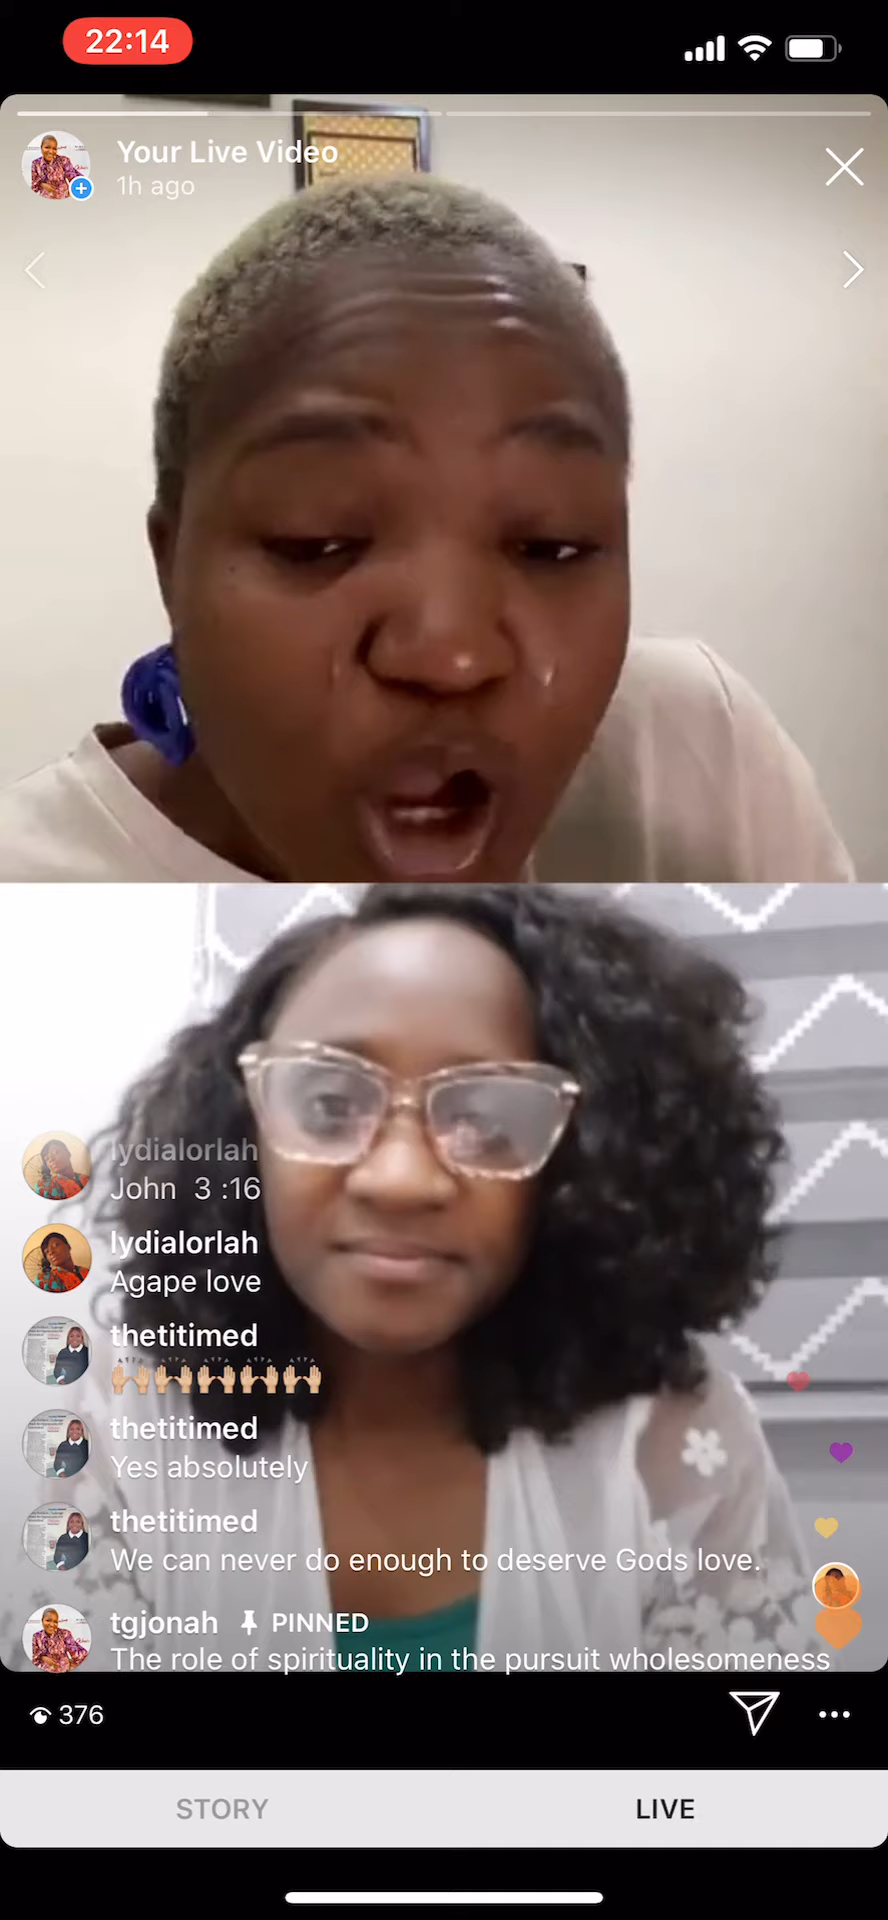 22:14
Your Live Video
1h ago
lydialorlah
John 3 :16
lydialorlah
Agape love
thetitimed
🙌🏼🙌🏼🙌🏼🙌🏼🙌🏼
thetitimed
Yes absolutely
thetitimed
We can never do enough to deserve Gods love.
tgjonah PINNED
The role of spirituality in the pursuit wholesomeness
376
STORY LIVE